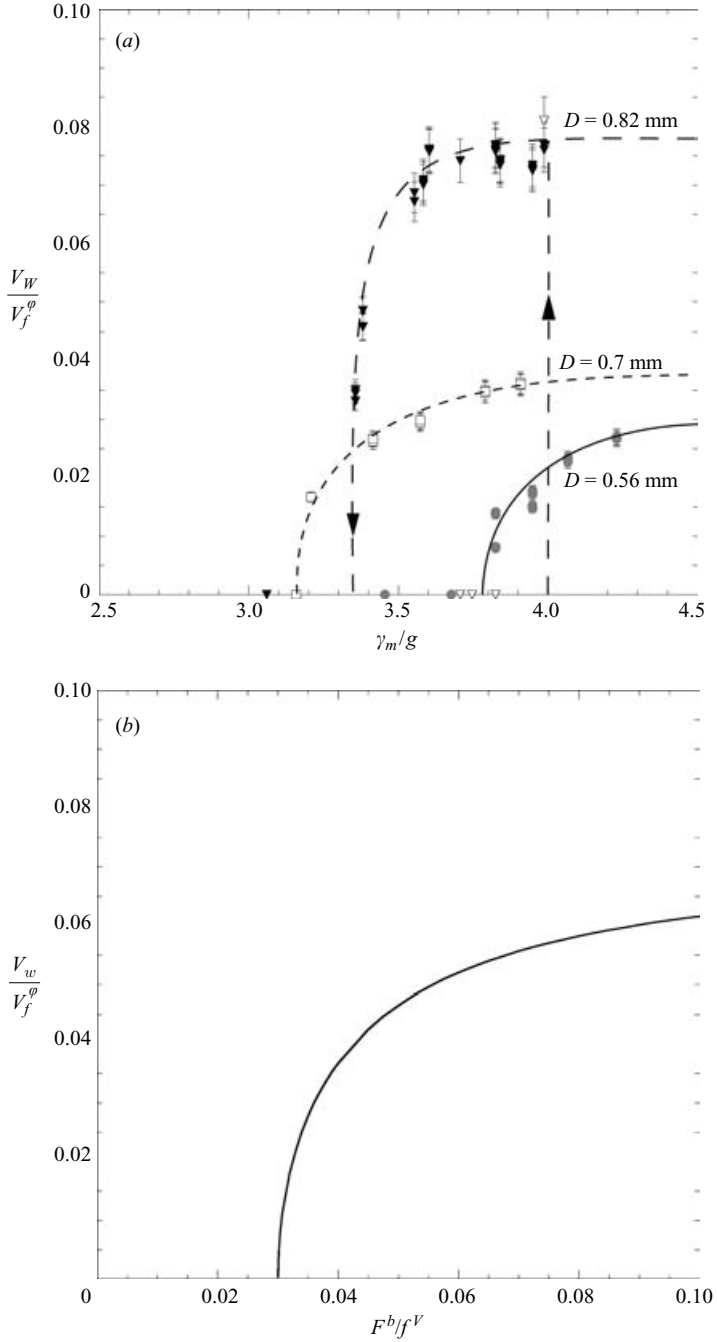 0.10
(a)
D = 0.82 mm
0.08
0.06
V_W
V_f^φ
0.04
D = 0.7 mm
0.02
D = 0.56 mm
0
2.5 3.0 3.5 4.0 4.5
γ_m/g
0.10
(b)
0.08
0.06
V_w
V_f^φ
0.04
0.02
0 0.02 0.04 0.06 0.08 0.10
F^b/f^V